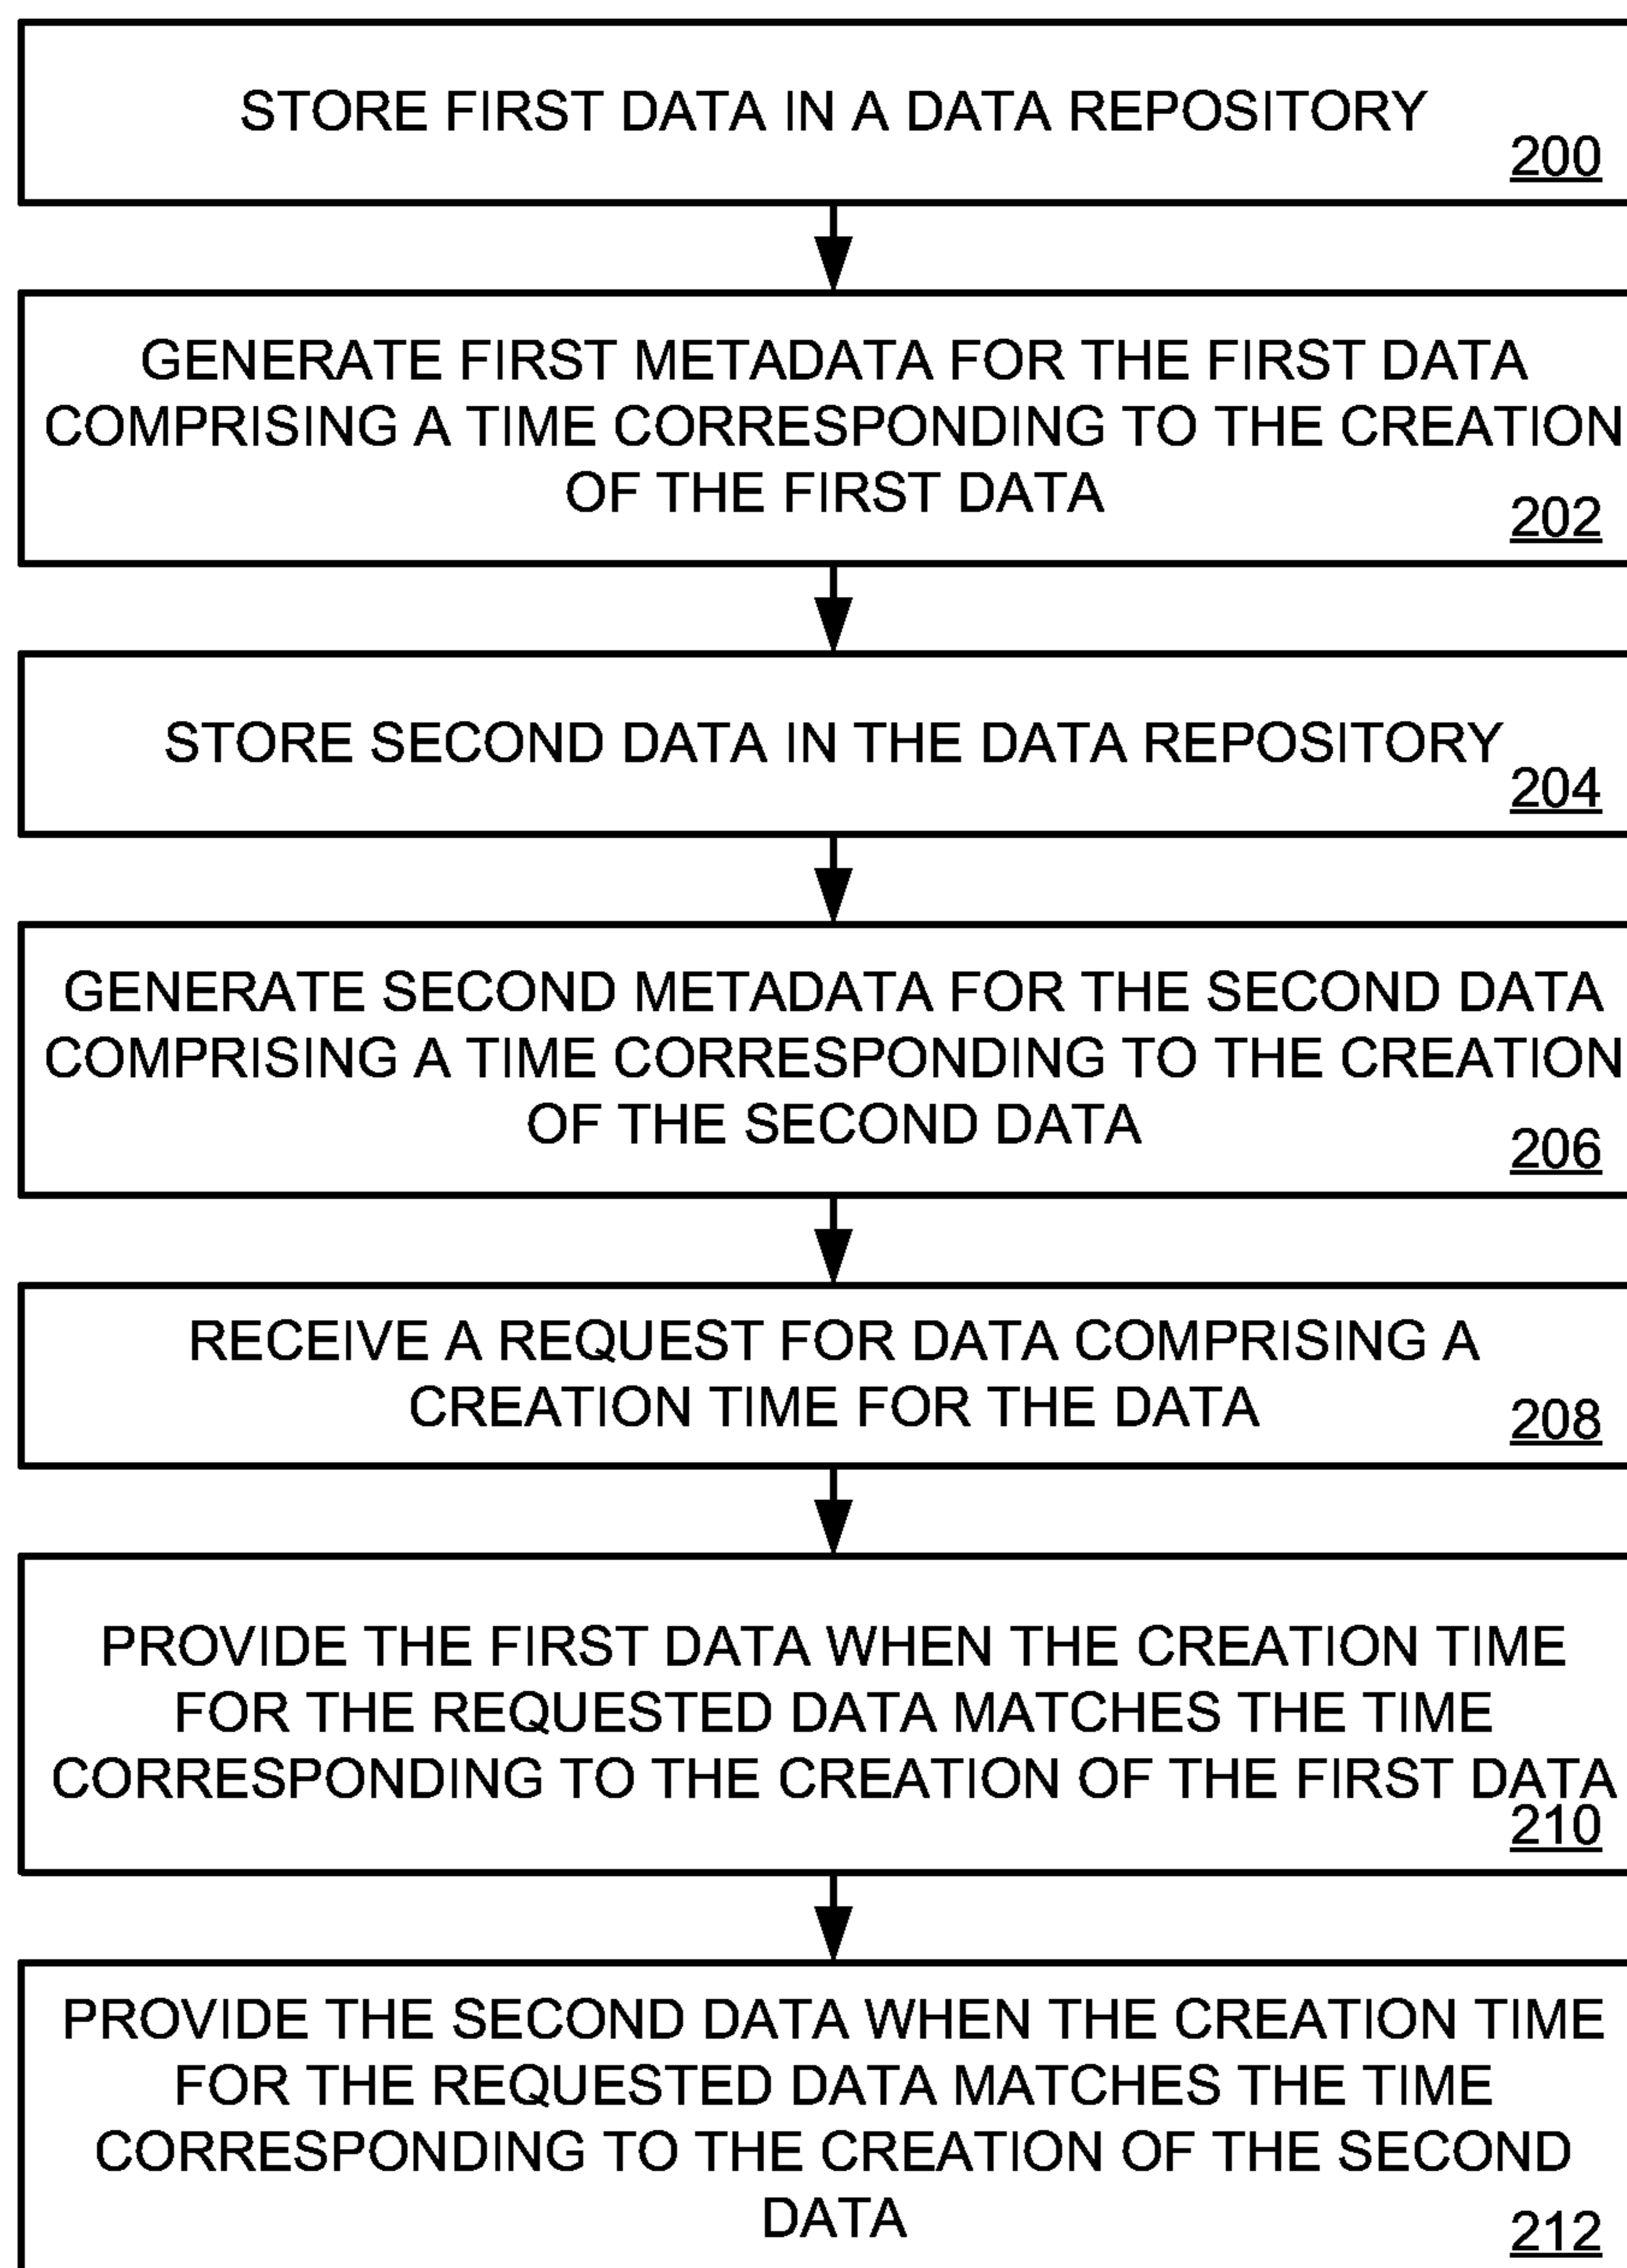 STORE FIRST DATA IN A DATA REPOSITORY
200
GENERATE FIRST METADATA FOR THE FIRST DATA
COMPRISING A TIME CORRESPONDING TO THE CREATION
OF THE FIRST DATA
202
STORE SECOND DATA IN THE DATA REPOSITORY
204
GENERATE SECOND METADATA FOR THE SECOND DATA
COMPRISING A TIME CORRESPONDING TO THE CREATION
OF THE SECOND DATA
206
RECEIVE A REQUEST FOR DATA COMPRISING A
CREATION TIME FOR THE DATA
208
PROVIDE THE FIRST DATA WHEN THE CREATION TIME
FOR THE REQUESTED DATA MATCHES THE TIME
CORRESPONDING TO THE CREATION OF THE FIRST DATA
210
PROVIDE THE SECOND DATA WHEN THE CREATION TIME
FOR THE REQUESTED DATA MATCHES THE TIME
CORRESPONDING TO THE CREATION OF THE SECOND
DATA
212